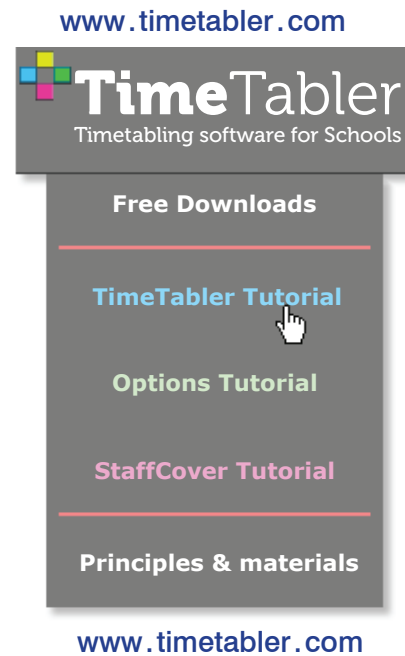 www.timetabler.com
TimeTabler
Timetabling software for Schools
Free Downloads
TimeTabler Tutorial
Options Tutorial
StaffCover Tutorial
Principles & materials
www.timetabler.com